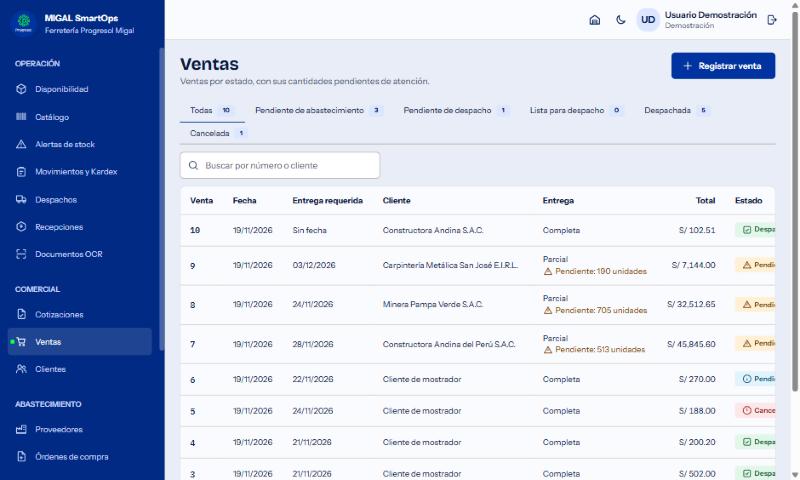 MIGAL SmartOps
Ferretería Progresol Migal
Progresol
OPERACIÓN
Disponibilidad
Catálogo
Alertas de stock
Movimientos y Kardex
Despachos
Recepciones
Documentos OCR
COMERCIAL
Cotizaciones
Ventas
Clientes
ABASTECIMIENTO
Proveedores
Órdenes de compra
UD
Usuario Demostración
Demostración
Ventas
Ventas por estado, con sus cantidades pendientes de atención.
Registrar venta
Todas 10 Pendiente de abastecimiento 3 Pendiente de despacho 1 Lista para despacho 0 Despachada 5
Cancelada 1
Buscar por número o cliente
Venta Fecha Entrega requerida Cliente Entrega Total Estado
10 19/11/2026 Sin fecha Constructora Andina S.A.C. Completa S/ 102.51 Despa
9 19/11/2026 03/12/2026 Carpintería Metálica San José E.I.R.L. Parcial S/ 7,144.00 Pendi
Pendiente: 190 unidades
8 19/11/2026 24/11/2026 Minera Pampa Verde S.A.C. Parcial S/ 32,512.65 Pendi
Pendiente: 705 unidades
7 19/11/2026 28/11/2026 Constructora Andina del Perú S.A.C. Parcial S/ 45,845.60 Pendi
Pendiente: 513 unidades
6 19/11/2026 22/11/2026 Cliente de mostrador Completa S/ 270.00 Pendi
5 19/11/2026 24/11/2026 Cliente de mostrador Completa S/ 188.00 Cance
4 19/11/2026 21/11/2026 Cliente de mostrador Completa S/ 200.20 Despa
3 19/11/2026 21/11/2026 Cliente de mostrador Completa S/ 502.00 Despa